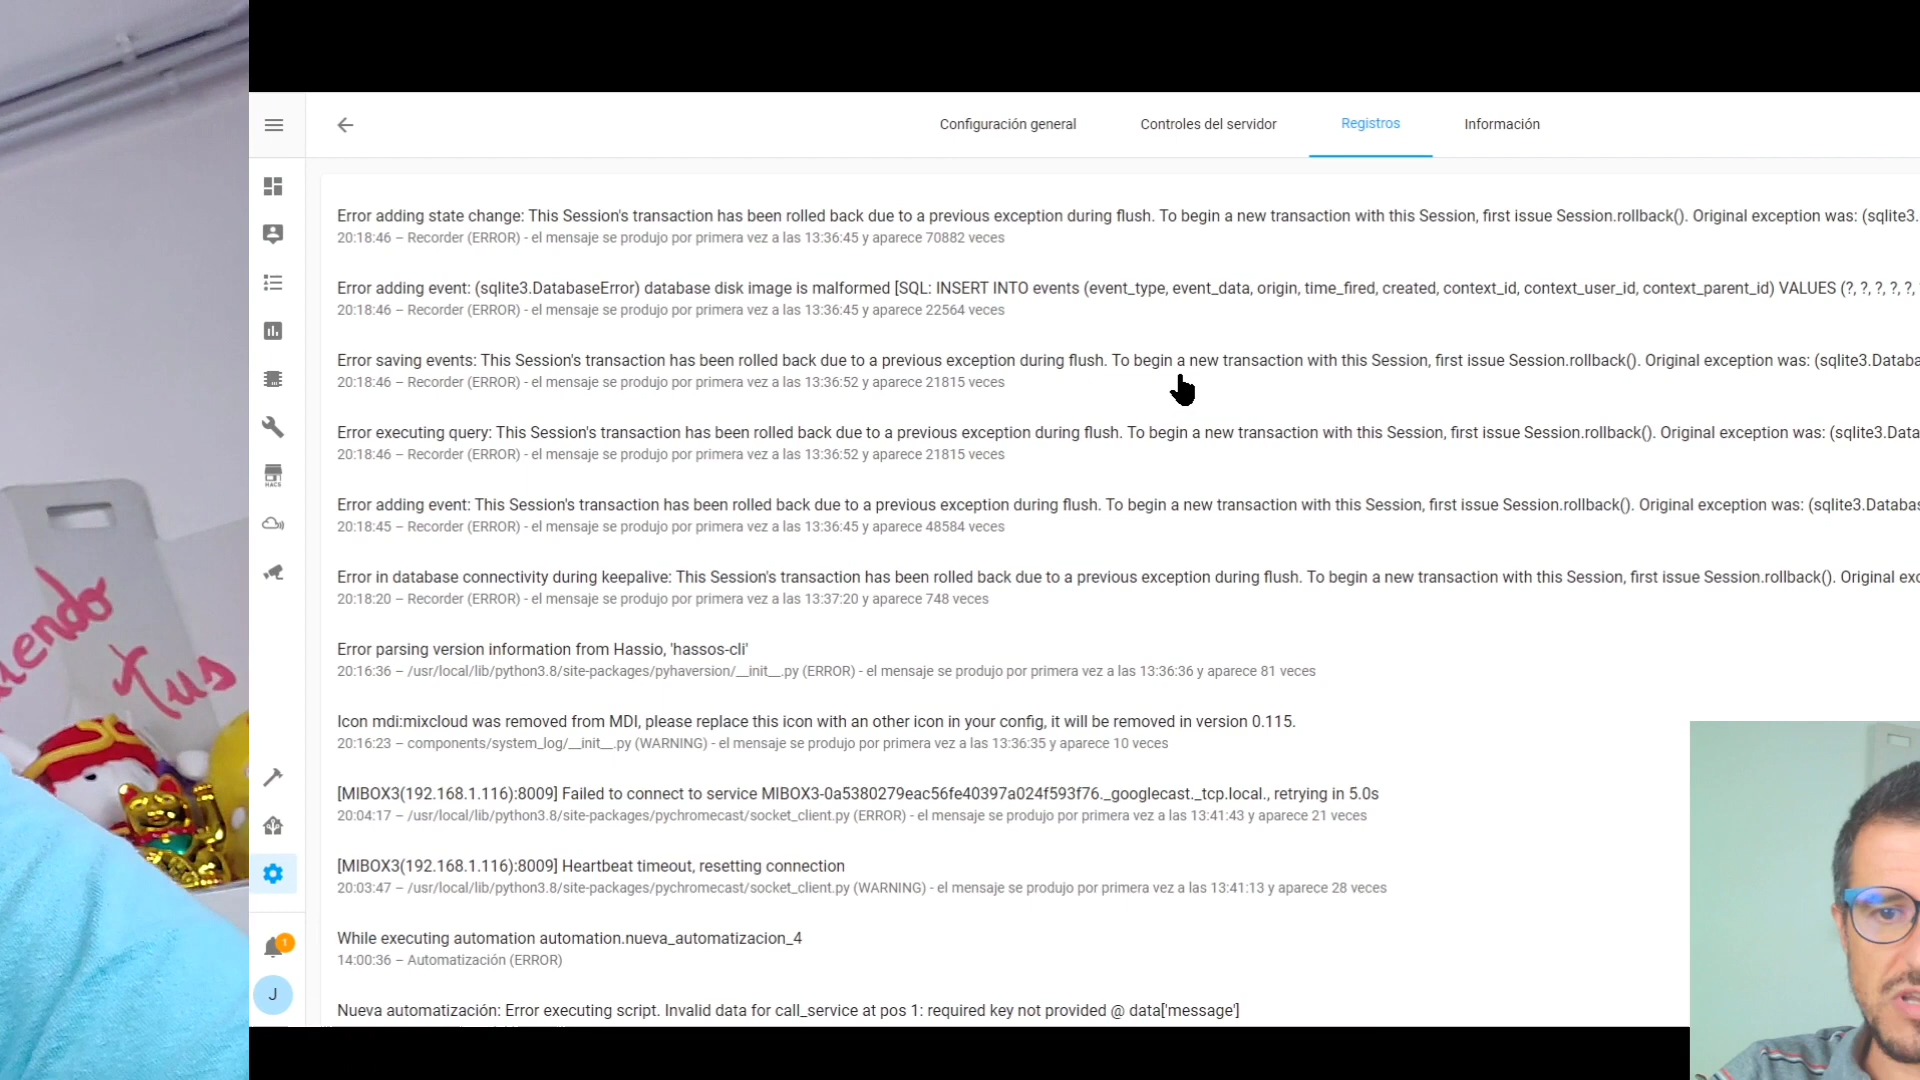 Configuración general
Controles del servidor
Registros
Información
Error adding state change: This Session's transaction has been rolled back due to a previous exception during flush. To begin a new transaction with this Session, first issue Session.rollback(). Original exception was: (sqlite3.
20:18:46 – Recorder (ERROR) - el mensaje se produjo por primera vez a las 13:36:45 y aparece 70882 veces
Error adding event: (sqlite3.DatabaseError) database disk image is malformed [SQL: INSERT INTO events (event_type, event_data, origin, time_fired, created, context_id, context_user_id, context_parent_id) VALUES (?, ?, ?, ?, ?,
20:18:46 – Recorder (ERROR) - el mensaje se produjo por primera vez a las 13:36:45 y aparece 22564 veces
Error saving events: This Session's transaction has been rolled back due to a previous exception during flush. To begin a new transaction with this Session, first issue Session.rollback(). Original exception was: (sqlite3.Databa
20:18:46 – Recorder (ERROR) - el mensaje se produjo por primera vez a las 13:36:52 y aparece 21815 veces
Error executing query: This Session's transaction has been rolled back due to a previous exception during flush. To begin a new transaction with this Session, first issue Session.rollback(). Original exception was: (sqlite3.Data
20:18:46 – Recorder (ERROR) - el mensaje se produjo por primera vez a las 13:36:52 y aparece 21815 veces
Error adding event: This Session's transaction has been rolled back due to a previous exception during flush. To begin a new transaction with this Session, first issue Session.rollback(). Original exception was: (sqlite3.Databas
20:18:45 – Recorder (ERROR) - el mensaje se produjo por primera vez a las 13:36:45 y aparece 48584 veces
Error in database connectivity during keepalive: This Session's transaction has been rolled back due to a previous exception during flush. To begin a new transaction with this Session, first issue Session.rollback(). Original exc
20:18:20 – Recorder (ERROR) - el mensaje se produjo por primera vez a las 13:37:20 y aparece 748 veces
Error parsing version information from Hassio, 'hassos-cli'
20:16:36 – /usr/local/lib/python3.8/site-packages/pyhaversion/__init__.py (ERROR) - el mensaje se produjo por primera vez a las 13:36:36 y aparece 81 veces
Icon mdi:mixcloud was removed from MDI, please replace this icon with an other icon in your config, it will be removed in version 0.115.
20:16:23 – components/system_log/__init__.py (WARNING) - el mensaje se produjo por primera vez a las 13:36:35 y aparece 10 veces
[MIBOX3(192.168.1.116):8009] Failed to connect to service MIBOX3-0a5380279eac56fe40397a024f593f76._googlecast._tcp.local., retrying in 5.0s
20:04:17 – /usr/local/lib/python3.8/site-packages/pychromecast/socket_client.py (ERROR) - el mensaje se produjo por primera vez a las 13:41:43 y aparece 21 veces
[MIBOX3(192.168.1.116):8009] Heartbeat timeout, resetting connection
20:03:47 – /usr/local/lib/python3.8/site-packages/pychromecast/socket_client.py (WARNING) - el mensaje se produjo por primera vez a las 13:41:13 y aparece 28 veces
While executing automation automation.nueva_automatizacion_4
14:00:36 – Automatización (ERROR)
Nueva automatización: Error executing script. Invalid data for call_service at pos 1: required key not provided @ data['message']
HACS
1
J
iendo
Tus